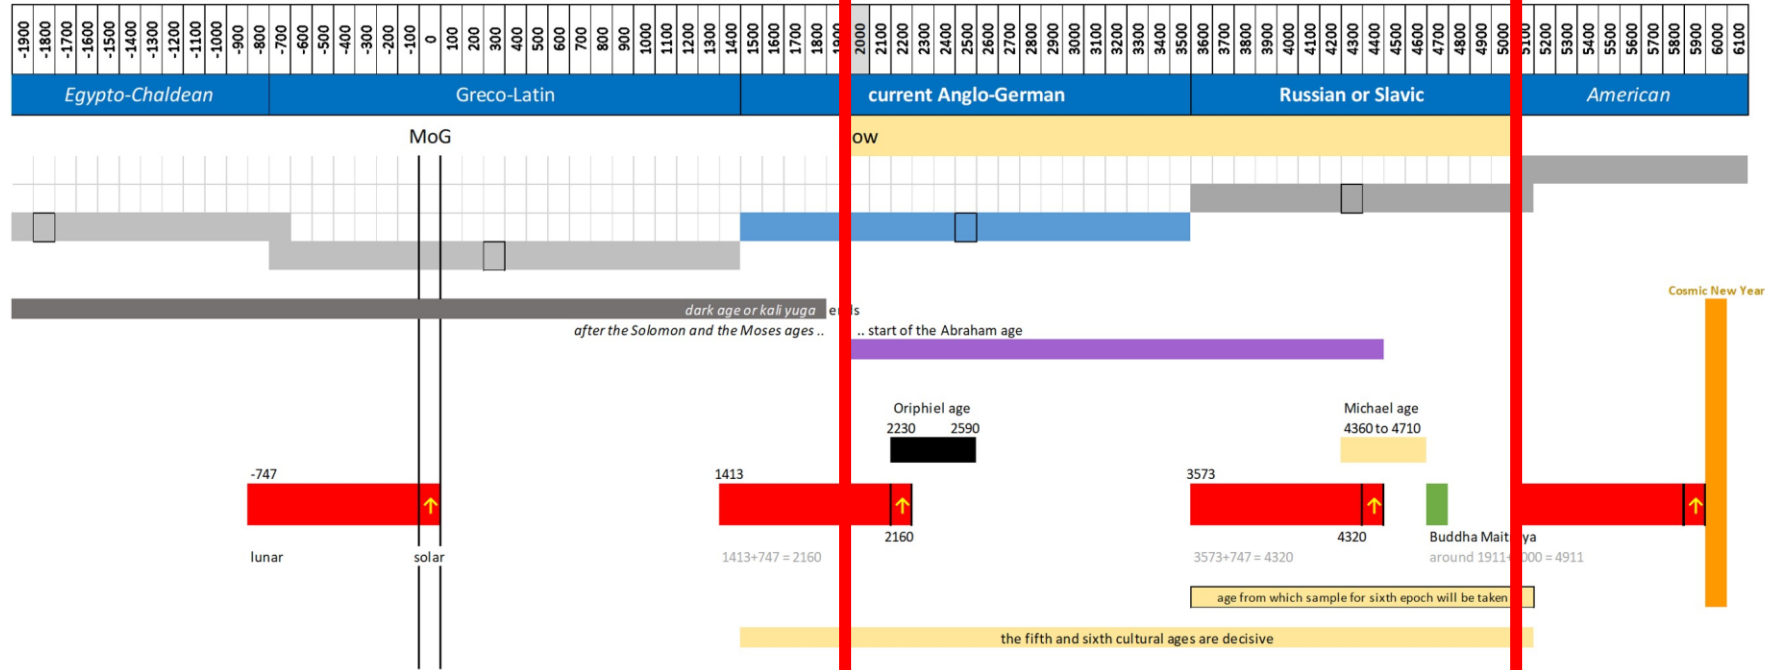 -1900 -1800 -1700 -1600 -1500 -1400 -1300 -1200 -1100 -1000 -900 -800 -700 -600 -500 -400 -300 -200 -100 0 100 200 300 400 500 600 700 800 900 1000 1100 1200 1300 1400 1500 1600 1700 1800 2000 2100 2200 2300 2400 2500 2600 2700 2800 2900 3000 3100 3200 3300 3400 3500 3600 3700 3800 3900 4000 4100 4200 4300 4400 4500 4600 4700 4800 4900 5000 5100 5200 5300 5400 5500 5600 5700 5800 5900 6000 6100
Egypto-Chaldean Greco-Latin current Anglo-German Russian or Slavic American
MoG ow
Cosmic New Year
dark age or kali yuga
after the Solomon and the Moses ages .. .. start of the Abraham age
Oriphiel age Michael age
2230 2590 4360 to 4710
-747 1413 3573
2160 4320 Buddha
lunar solar 1413+747 = 2160 3573+747 = 4320 around 1911+ 000 = 4911
age from which sample for sixth epoch will be taken
the fifth and sixth cultural ages are decisive